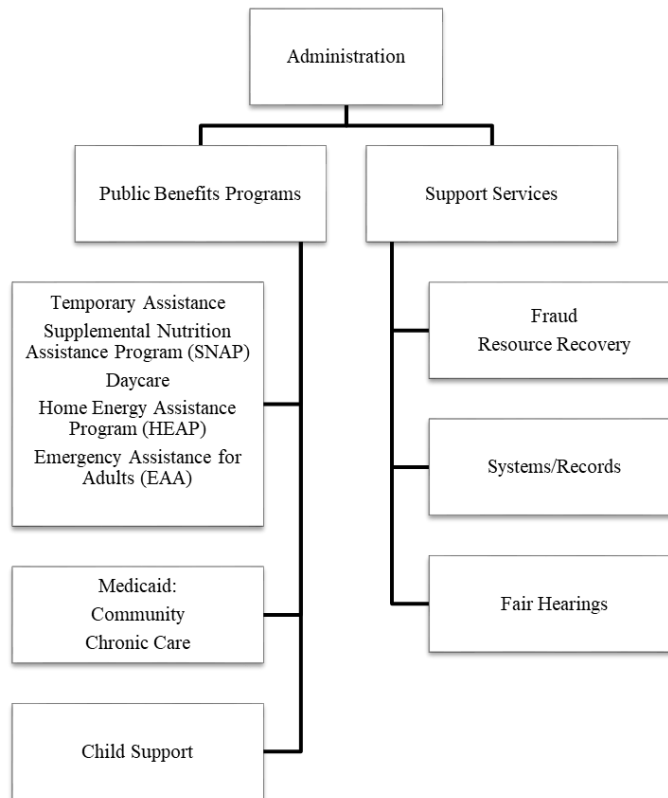 Administration
Public Benefits Programs
Support Services
Temporary Assistance
Supplemental Nutrition
Assistance Program (SNAP)
Daycare
Home Energy Assistance
Program (HEAP)
Emergency Assistance for
Adults (EAA)
Medicaid:
Community
Chronic Care
Child Support
Fraud
Resource Recovery
Systems/Records
Fair Hearings